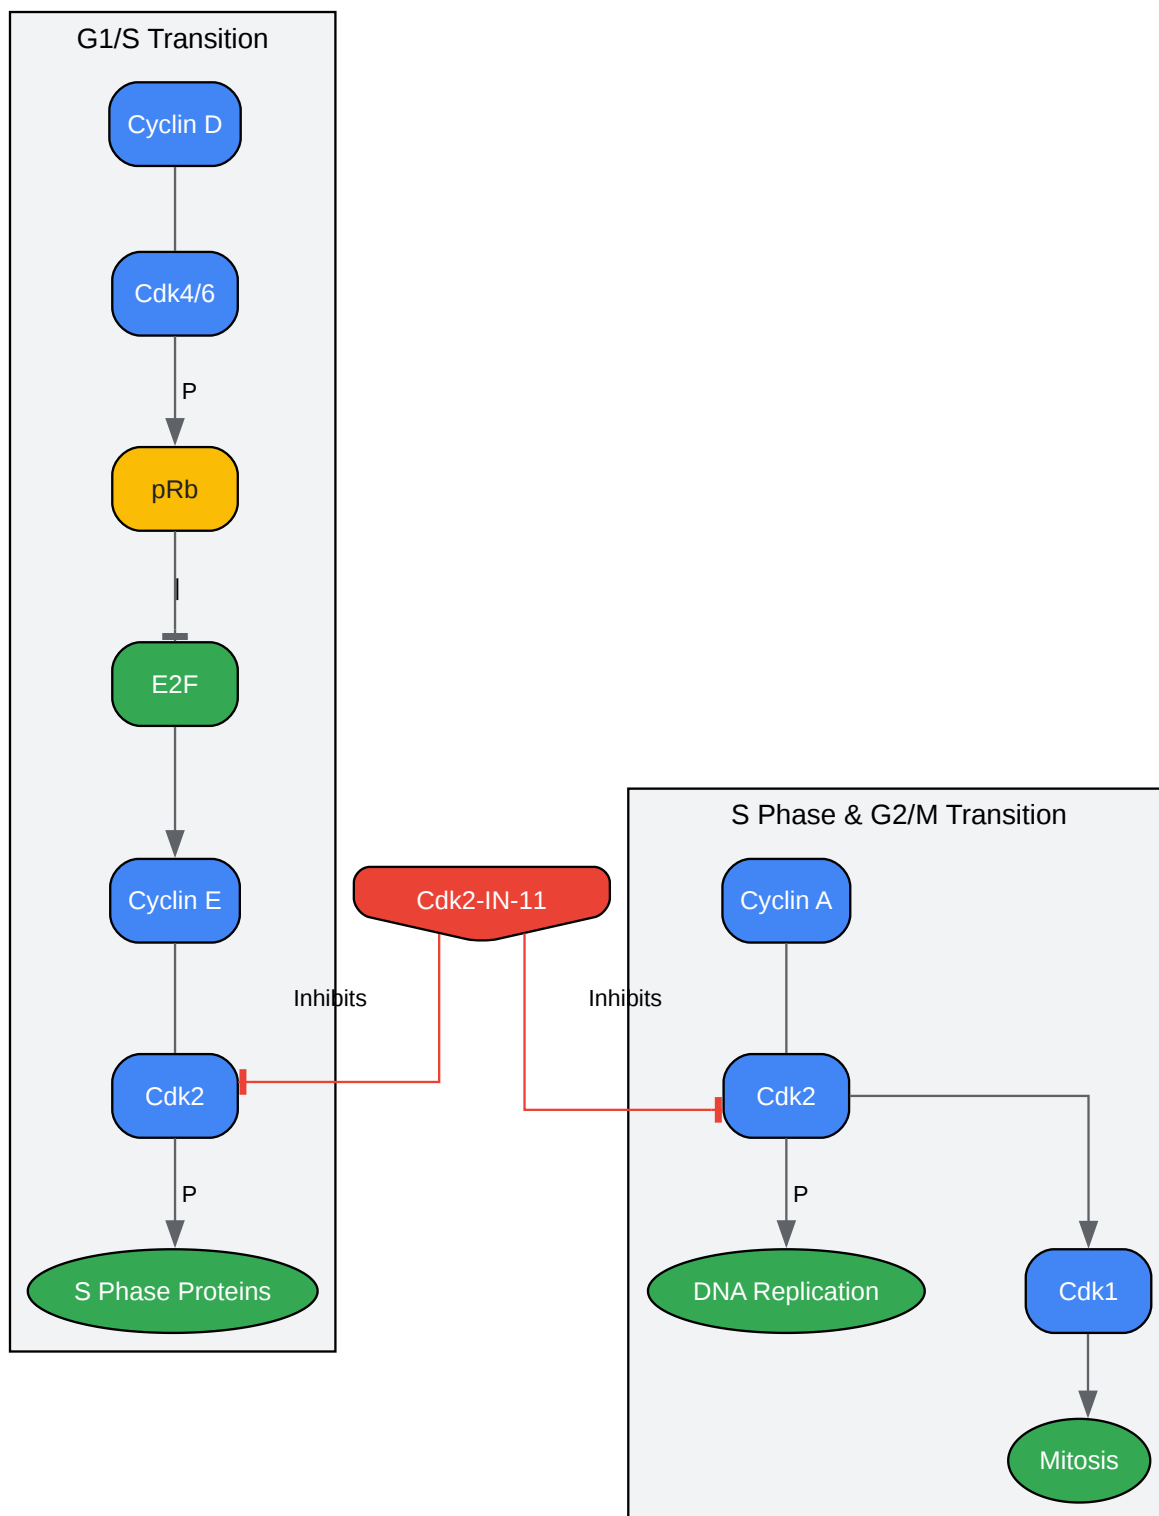 G1/S Transition
Cyclin D
Cdk4/6
P
pRb
I
E2F
Cyclin E
Inhibits
Cdk2
P
S Phase Proteins
Cdk2-IN-11
S Phase & G2/M Transition
Cyclin A
Inhibits
Cdk2
P
DNA Replication
Cdk1
Mitosis